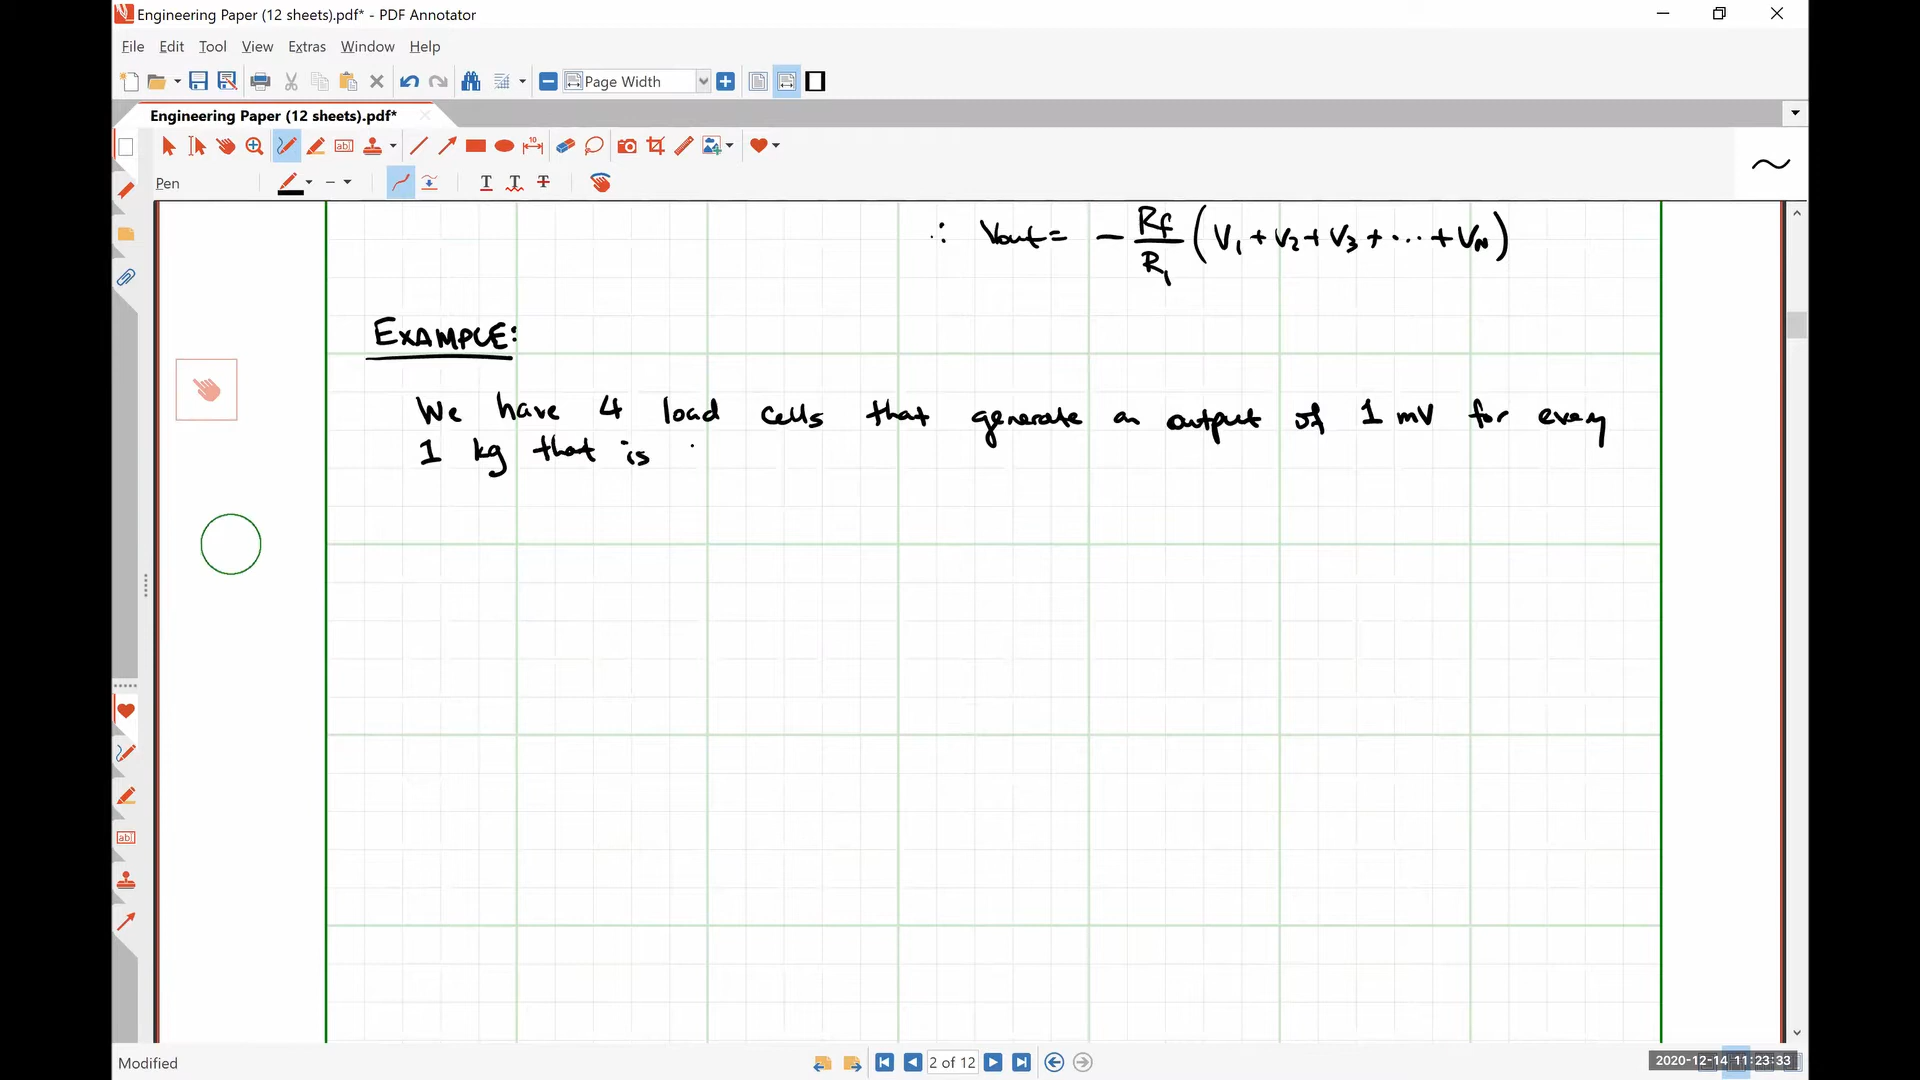 Engineering Paper (12 sheets).pdf* - PDF Annotator
File Edit Tool View Extras Window Help
Page Width
Engineering Paper (12 sheets).pdf*
ab
10
Pen
T T T
∴ Vout = - Rf/R1 (V1 + V2 + V3 + ... + VN)
EXAMPLE:
We have 4 load cells that generate an output of 1 mV for every
1 kg that is
ab
Modified
2 of 12
2020-12-14 11:23:33